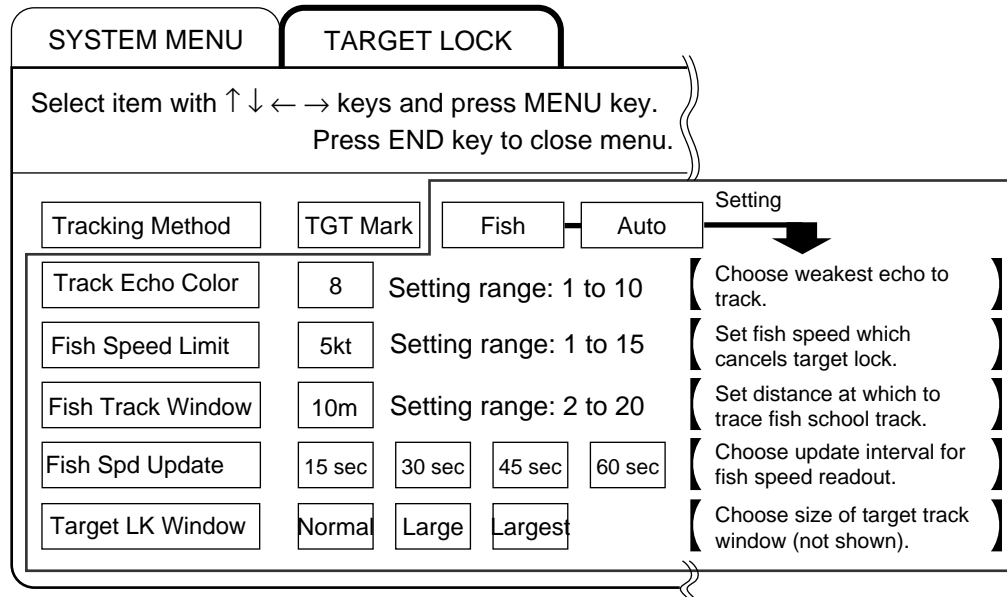 SYSTEM MENU TARGET LOCK
Select item with ↑ ↓ ← → keys and press MENU key.
Press END key to close menu.
Tracking Method TGT Mark Fish Auto Setting
Track Echo Color 8 Setting range: 1 to 10 Choose weakest echo to
track.
Fish Speed Limit 5kt Setting range: 1 to 15 Set fish speed which
cancels target lock.
Fish Track Window 10m Setting range: 2 to 20 Set distance at which to
trace fish school track.
Fish Spd Update 15 sec 30 sec 45 sec 60 sec Choose update interval for
fish speed readout.
Target LK Window Normal Large Largest Choose size of target track
window (not shown).